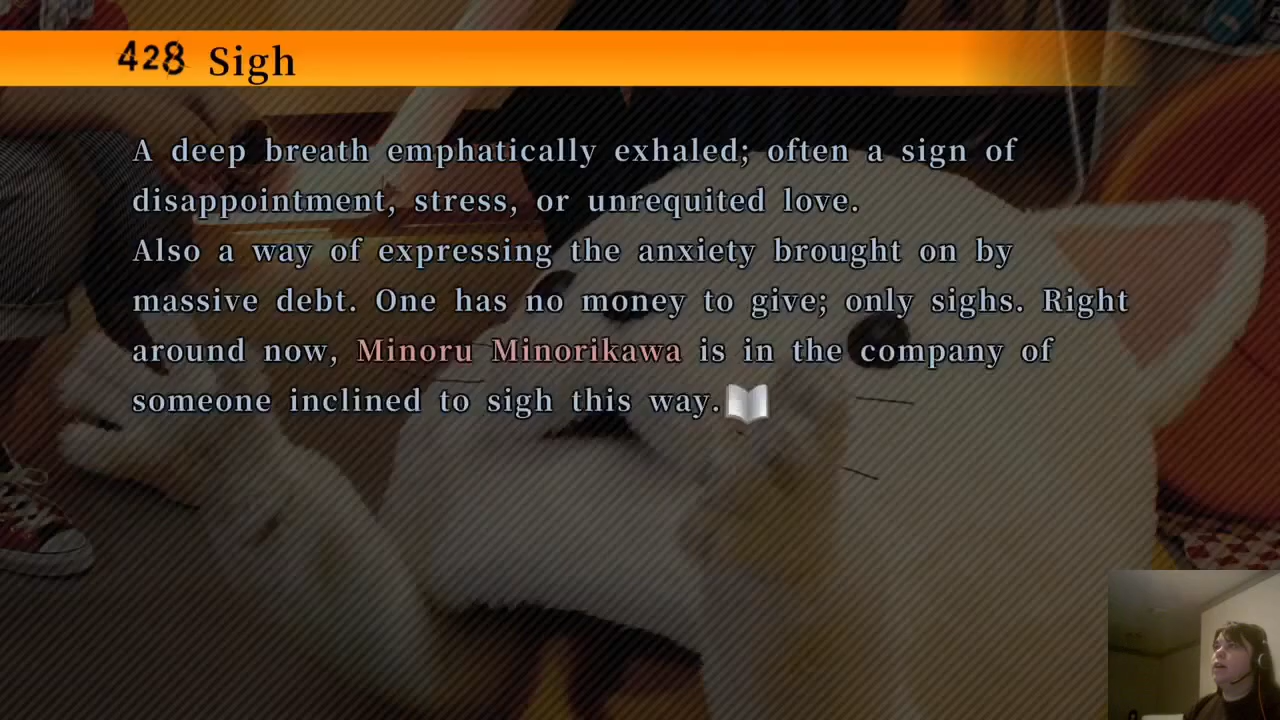 428 Sigh
A deep breath emphatically exhaled; often a sign of
disappointment, stress, or unrequited love.
Also a way of expressing the anxiety brought on by
massive debt. One has no money to give; only sighs. Right
around now, Minoru Minorikawa is in the company of
someone inclined to sigh this way.